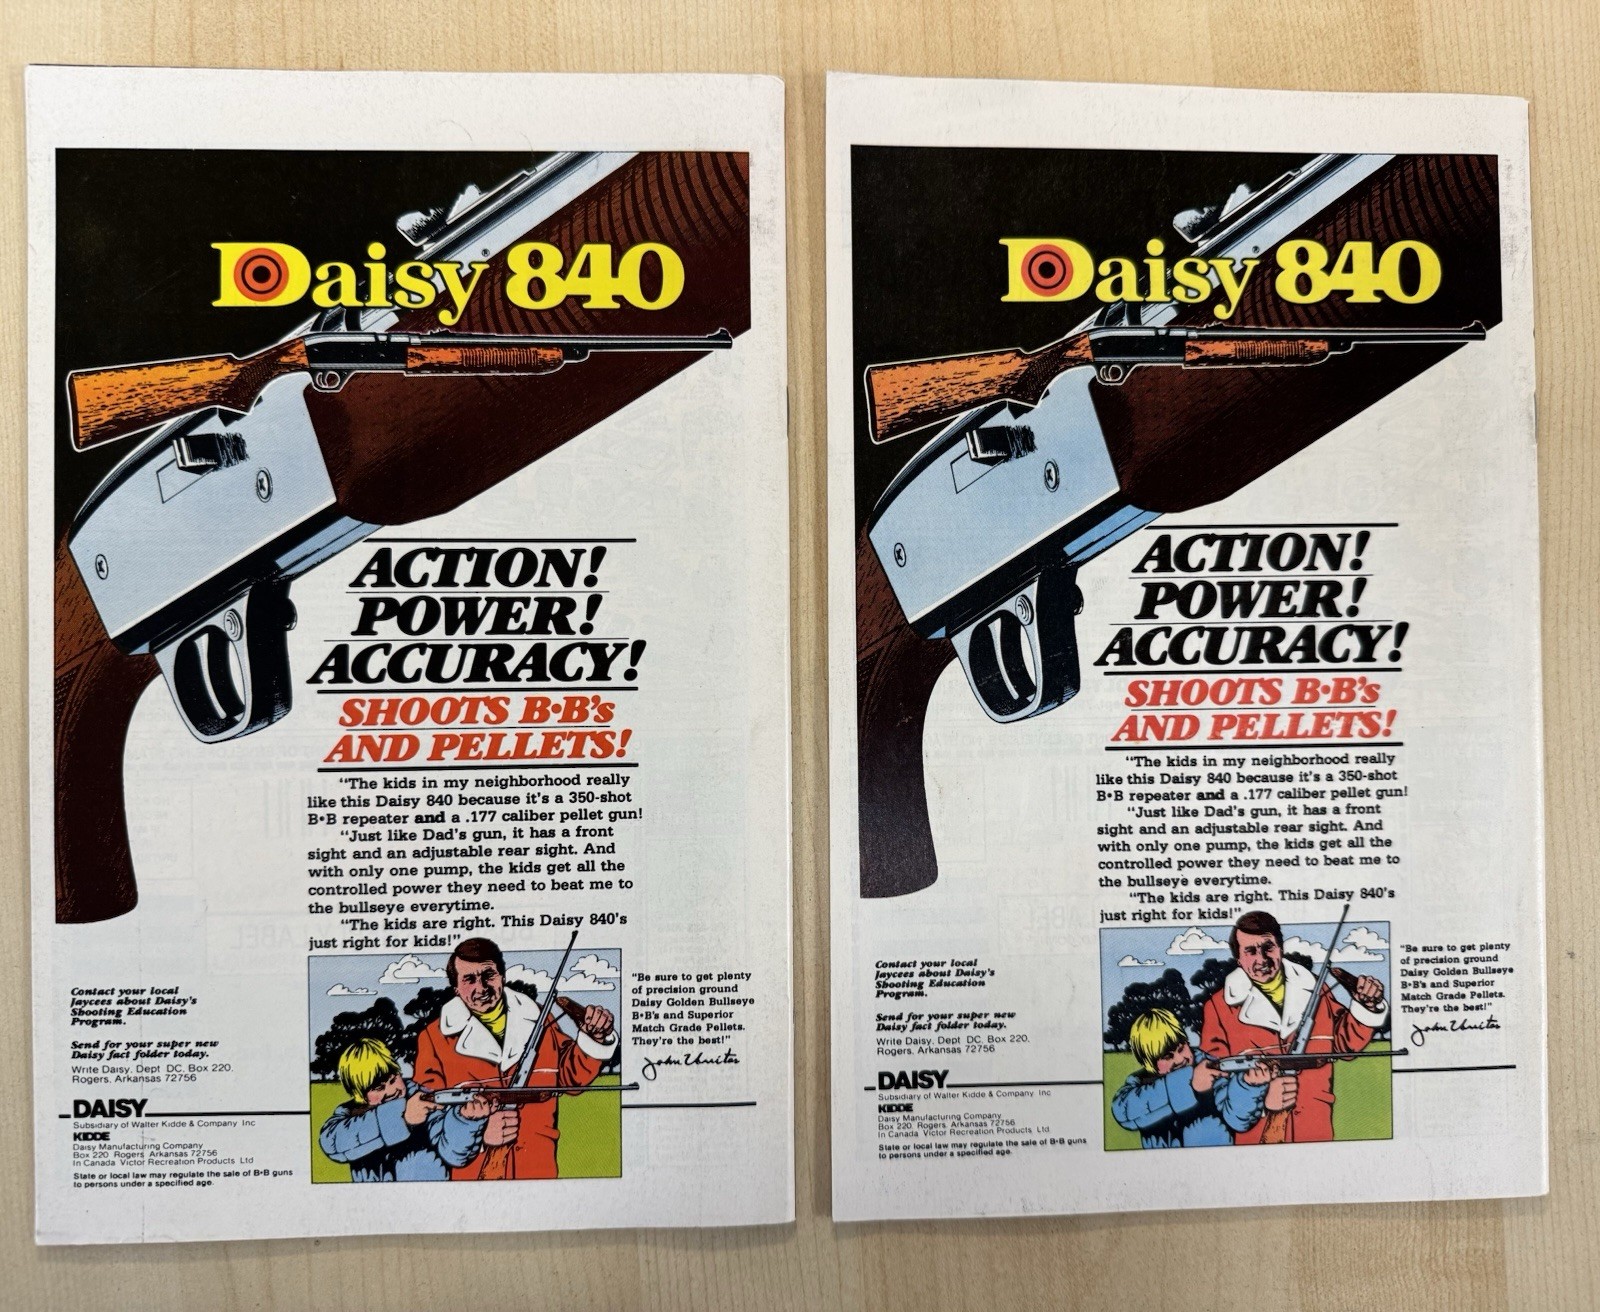 Daisy® 840
ACTION!
POWER!
ACCURACY!
SHOOTS B•B's
AND PELLETS!
"The kids in my neighborhood really
like this Daisy 840 because it's a 350-shot
B•B repeater and a .177 caliber pellet gun!
"Just like Dad's gun, it has a front
sight and an adjustable rear sight. And
with only one pump, the kids get all the
controlled power they need to beat me to
the bullseye everytime.
"The kids are right. This Daisy 840's
just right for kids!"
"Be sure to get plenty
of precision ground
Daisy Golden Bullseye
B•B's and Superior
Match Grade Pellets.
They're the best!"
John Unitas
Contact your local
Jaycees about Daisy's
Shooting Education
Program.
Send for your super new
Daisy fact folder today.
Write Daisy, Dept DC, Box 220,
Rogers, Arkansas 72756
DAISY
Subsidiary of Walter Kidde & Company Inc
KIDDE
Daisy Manufacturing Company
Box 220 Rogers Arkansas 72756
In Canada Victor Recreation Products Ltd
State or local law may regulate the sale of B•B guns
to persons under a specified age.
Daisy® 840
ACTION!
POWER!
ACCURACY!
SHOOTS B•B's
AND PELLETS!
"The kids in my neighborhood really
like this Daisy 840 because it's a 350-shot
B•B repeater and a .177 caliber pellet gun!
"Just like Dad's gun, it has a front
sight and an adjustable rear sight. And
with only one pump, the kids get all the
controlled power they need to beat me to
the bullseye everytime.
"The kids are right. This Daisy 840's
just right for kids!"
"Be sure to get plenty
of precision ground
Daisy Golden Bullseye
B•B's and Superior
Match Grade Pellets.
They're the best!"
John Unitas
Contact your local
Jaycees about Daisy's
Shooting Education
Program.
Send for your super new
Daisy fact folder today.
Write Daisy, Dept DC, Box 220,
Rogers, Arkansas 72756
DAISY
Subsidiary of Walter Kidde & Company Inc
KIDDE
Daisy Manufacturing Company
Box 220 Rogers Arkansas 72756
In Canada Victor Recreation Products Ltd
State or local law may regulate the sale of B•B guns
to persons under a specified age.